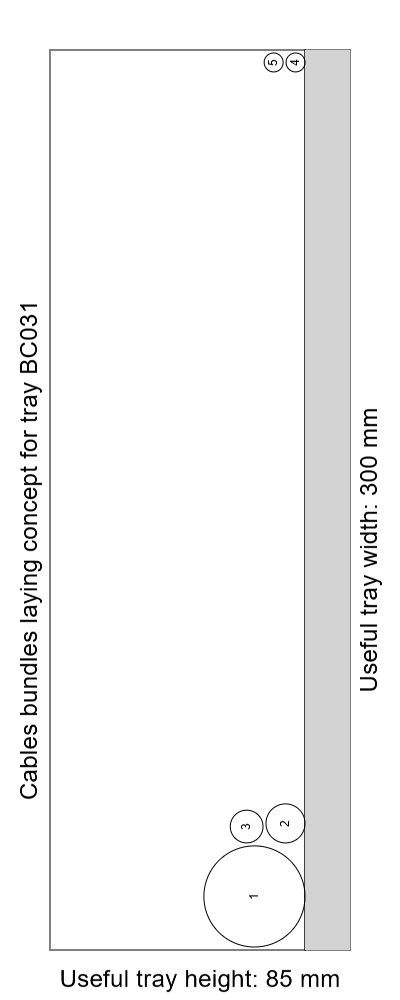 Cables bundles laying concept for tray BC031
5
4
3
2
1
Useful tray width: 300 mm
Useful tray height: 85 mm